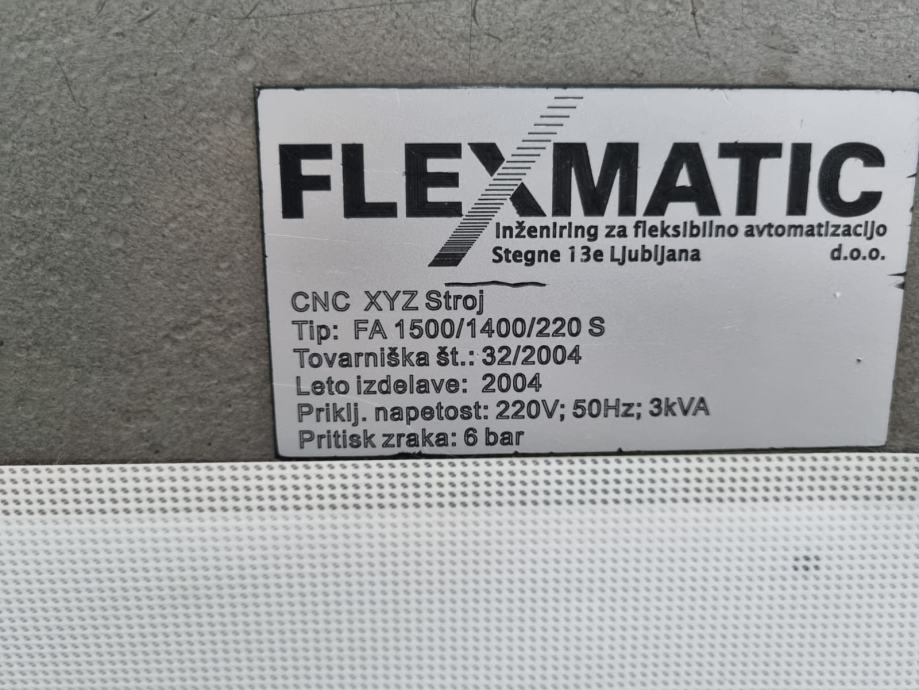 FLEXMATIC
Inženiring za fleksibilno avtomatizacijo
Stegne 13e Ljubljana d.o.o.
CNC XYZ Stroj
Tip: FA 1500/1400/220 S
Tovarniška št.: 32/2004
Leto izdelave: 2004
Priklj. napetost: 220V; 50Hz; 3kVA
Pritisk zraka: 6 bar